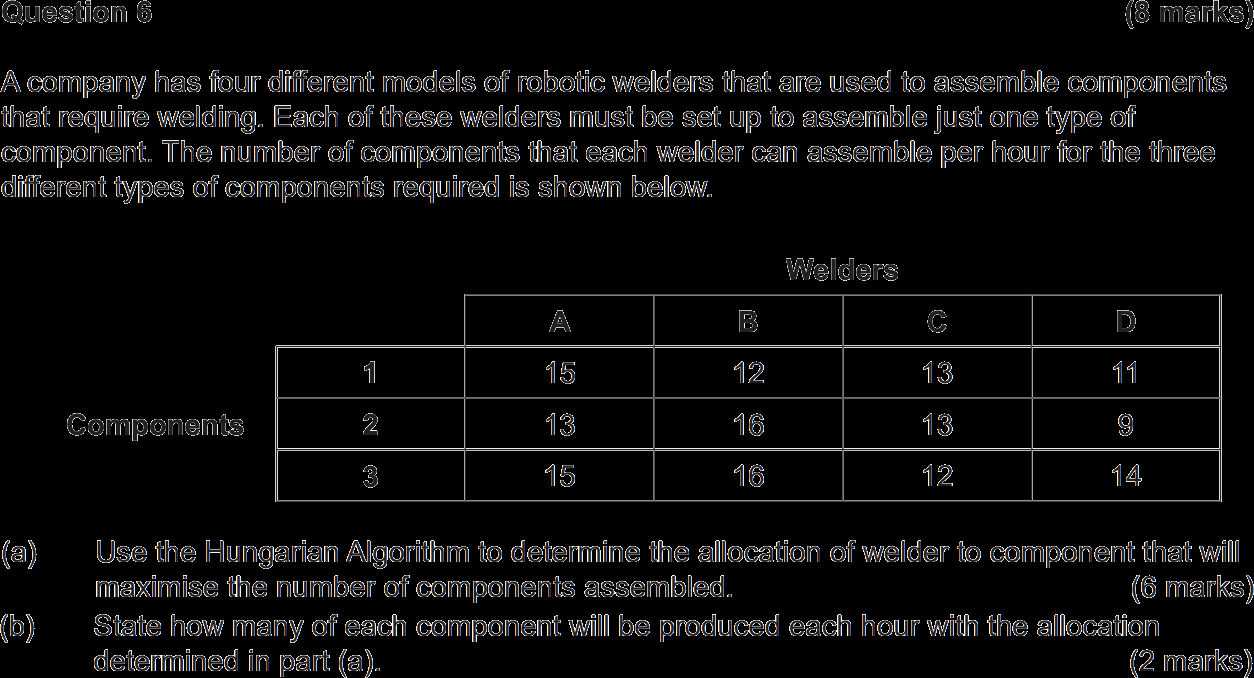 Question 6 (8 marks)
A company has four different models of robotic welders that are used to assemble components
that require welding. Each of these welders must be set up to assemble just one type of
component. The number of components that each welder can assemble per hour for the three
different types of components required is shown below.
Welders
A B C D
1 15 12 13 11
Components 2 13 16 13 9
3 15 16 12 14
(a) Use the Hungarian Algorithm to determine the allocation of welder to component that will
maximise the number of components assembled. (6 marks)
(b) State how many of each component will be produced each hour with the allocation
determined in part (a). (2 marks)